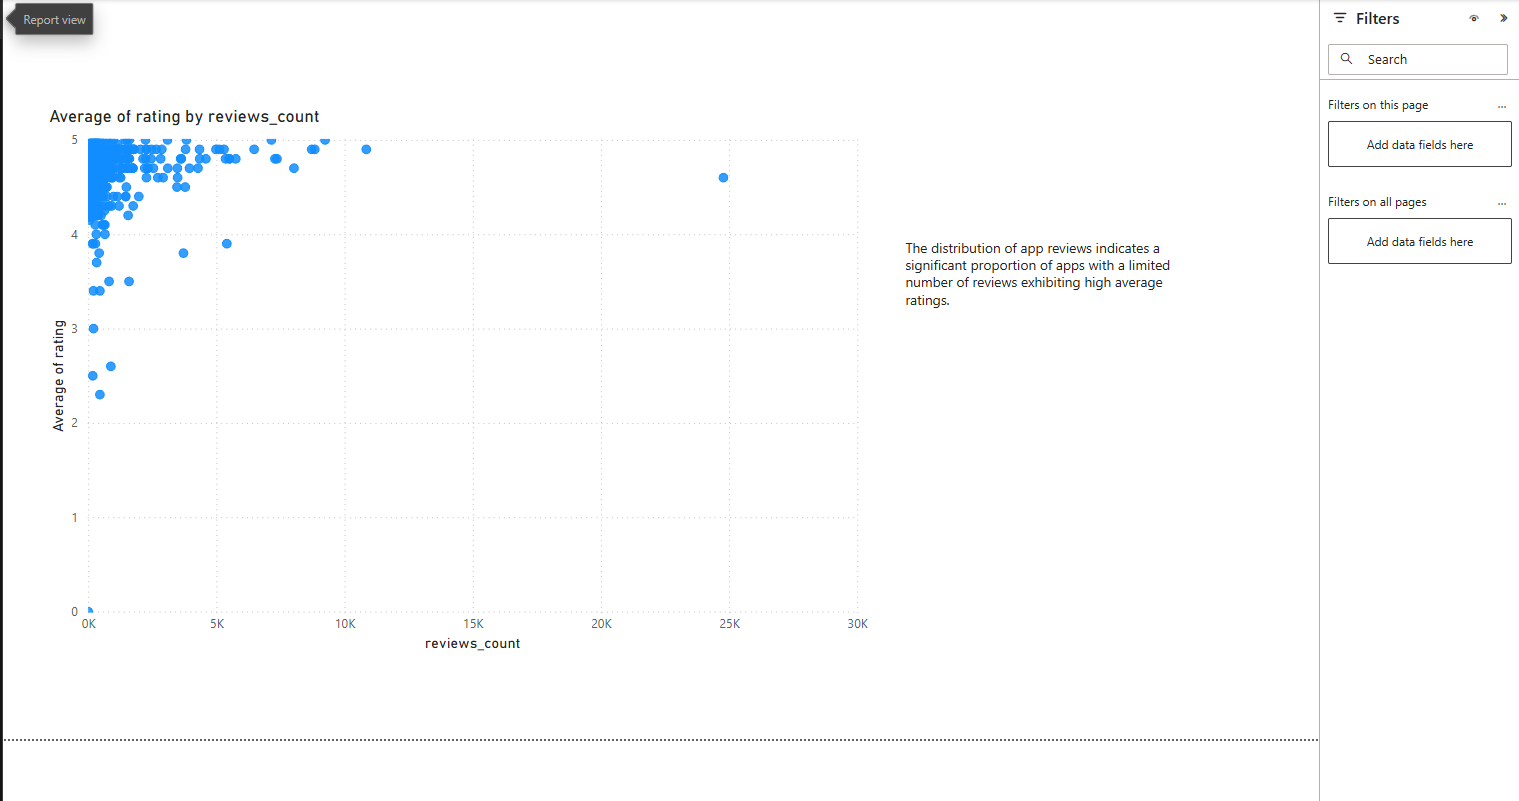 Report view
Filters
Search
Filters on this page
...
Add data fields here
Filters on all pages
...
Add data fields here
Average of rating by reviews_count
5
4
3
2
1
0
Average of rating
0K 5K 10K 15K 20K 25K 30K
reviews_count
The distribution of app reviews indicates a
significant proportion of apps with a limited
number of reviews exhibiting high average
ratings.